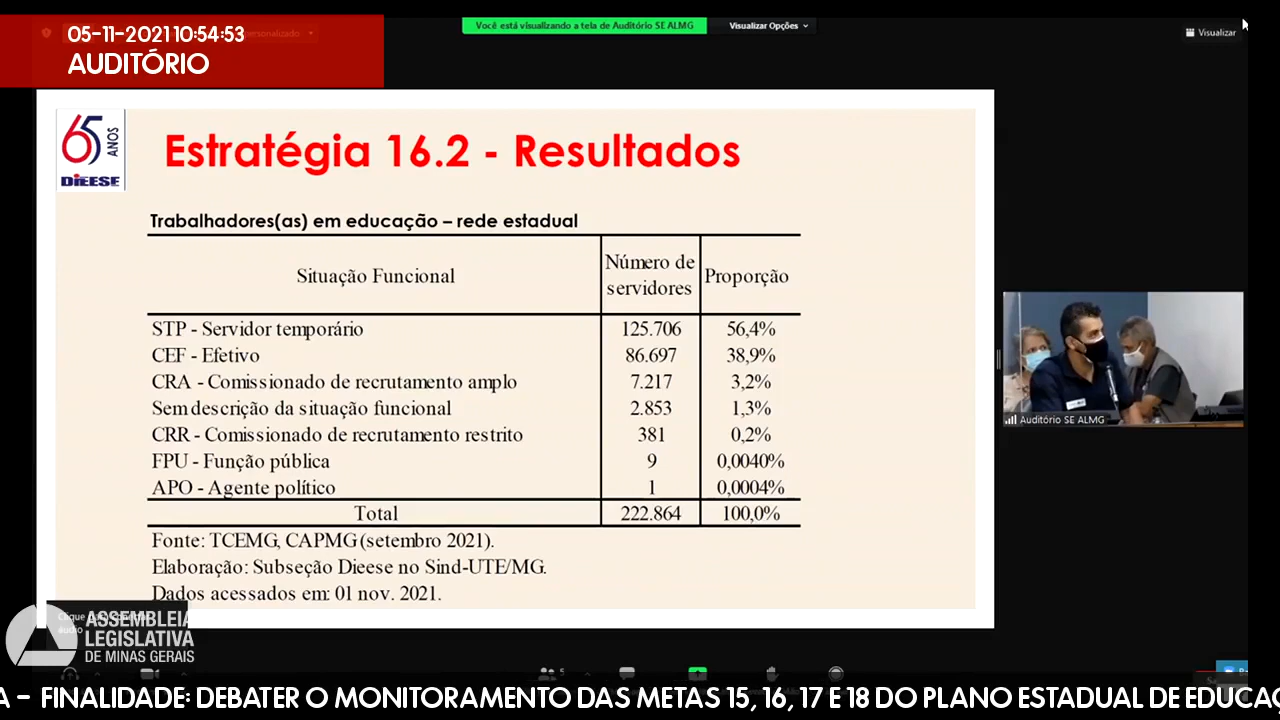 05-11-2021 10:54:53
AUDITÓRIO
Você está visualizando a tela de Auditório SE ALMG
Visualizar Opções
Visualizar
65 ANOS
DIEESE
Estratégia 16.2 - Resultados
Trabalhadores(as) em educação – rede estadual
Situação Funcional Número de servidores Proporção
STP - Servidor temporário 125.706 56,4%
CEF - Efetivo 86.697 38,9%
CRA - Comissionado de recrutamento amplo 7.217 3,2%
Sem descrição da situação funcional 2.853 1,3%
CRR - Comissionado de recrutamento restrito 381 0,2%
FPU - Função pública 9 0,0040%
APO - Agente político 1 0,0004%
Total 222.864 100,0%
Fonte: TCEMG, CAPMG (setembro 2021).
Elaboração: Subseção Dieese no Sind-UTE/MG.
Dados acessados em: 01 nov. 2021.
Auditório SE ALMG
ASSEMBLEIA
LEGISLATIVA
DE MINAS GERAIS
A – FINALIDADE: DEBATER O MONITORAMENTO DAS METAS 15, 16, 17 E 18 DO PLANO ESTADUAL DE EDUCAÇ